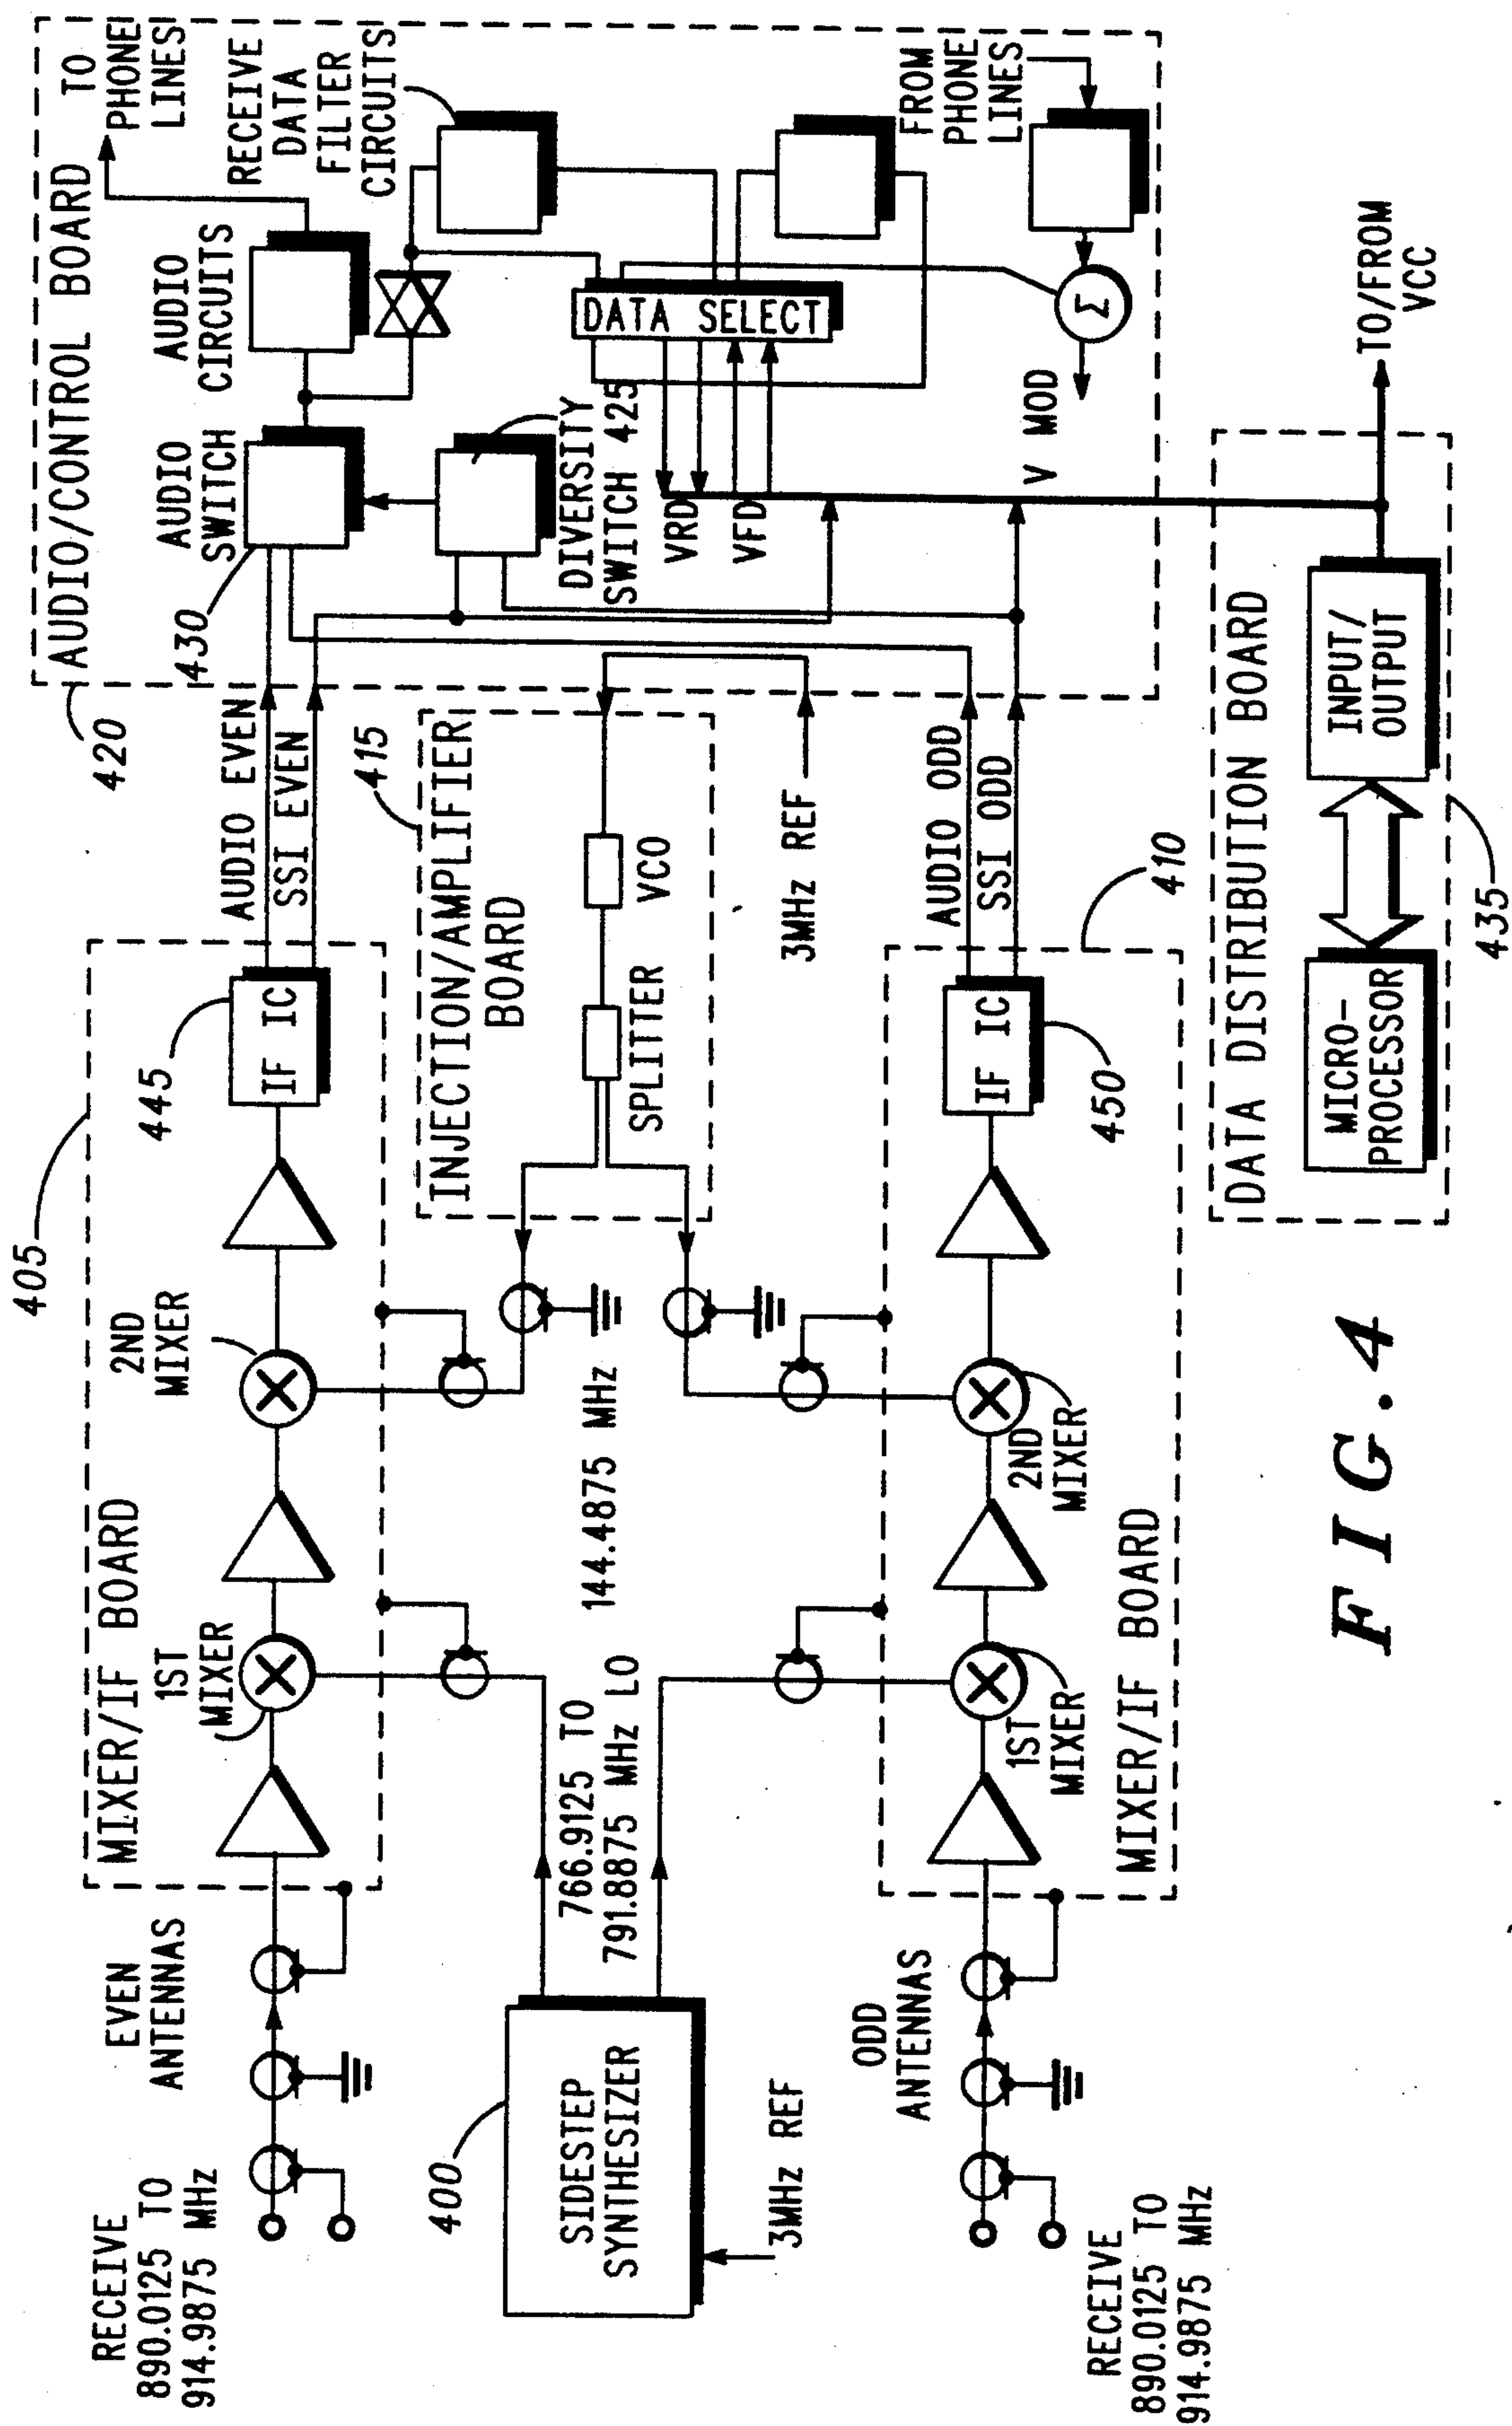 RECEIVE
890.0125 TO
914.9875 MHz
EVEN
ANTENNAS
405
MIXER/IF BOARD
1ST
MIXER
2ND
MIXER
445
IF IC
AUDIO EVEN
SSI EVEN
420
AUDIO/CONTROL BOARD
430
AUDIO
SWITCH
AUDIO
CIRCUITS
TO
PHONE
LINES
RECEIVE
DATA
FILTER
CIRCUITS
DIVERSITY
SWITCH 425
DATA SELECT
VRD
VFD
FROM
PHONE
LINES
Σ
V MOD
415
INJECTION/AMPLIFIER
BOARD
SPLITTER
VCO
3MHz REF
144.4875 MHz
766.9125 TO
791.8875 MHz LO
400
SIDESTEP
SYNTHESIZER
3MHz REF
ODD
ANTENNAS
RECEIVE
890.0125 TO
914.9875 MHz
1ST
MIXER
2ND
MIXER
MIXER/IF BOARD
IF IC
450
410
AUDIO ODD
SSI ODD
DATA DISTRIBUTION BOARD
MICRO-
PROCESSOR
INPUT/
OUTPUT
435
TO/FROM
VCC
FIG.4